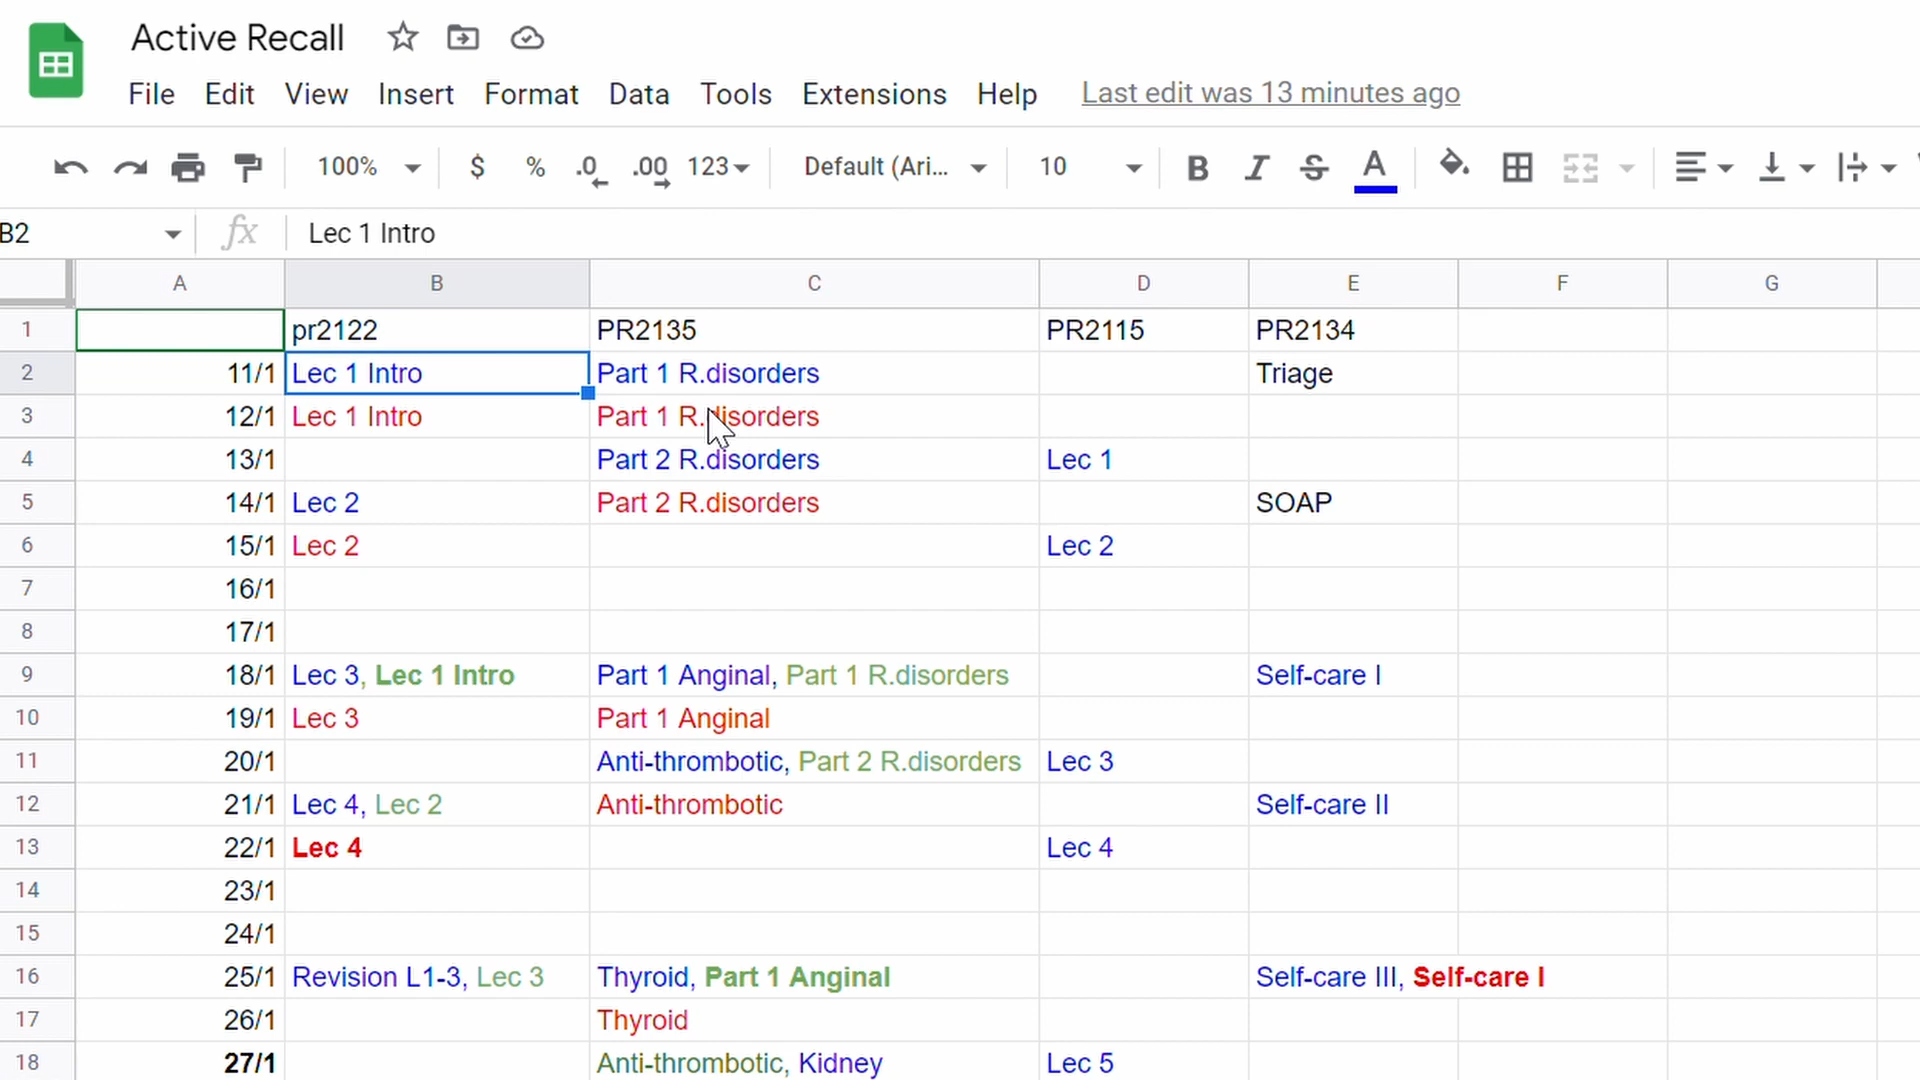 Active Recall
File Edit View Insert Format Data Tools Extensions Help Last edit was 13 minutes ago
100% $ % .0 .00 123 Default (Ari... 10 B I S A
B2 fx Lec 1 Intro
A B C D E F G
1 pr2122 PR2135 PR2115 PR2134
2 11/1 Lec 1 Intro Part 1 R.disorders Triage
3 12/1 Lec 1 Intro Part 1 R.disorders
4 13/1 Part 2 R.disorders Lec 1
5 14/1 Lec 2 Part 2 R.disorders SOAP
6 15/1 Lec 2 Lec 2
7 16/1
8 17/1
9 18/1 Lec 3, Lec 1 Intro Part 1 Anginal, Part 1 R.disorders Self-care I
10 19/1 Lec 3 Part 1 Anginal
11 20/1 Anti-thrombotic, Part 2 R.disorders Lec 3
12 21/1 Lec 4, Lec 2 Anti-thrombotic Self-care II
13 22/1 Lec 4 Lec 4
14 23/1
15 24/1
16 25/1 Revision L1-3, Lec 3 Thyroid, Part 1 Anginal Self-care III, Self-care I
17 26/1 Thyroid
18 27/1 Anti-thrombotic, Kidney Lec 5